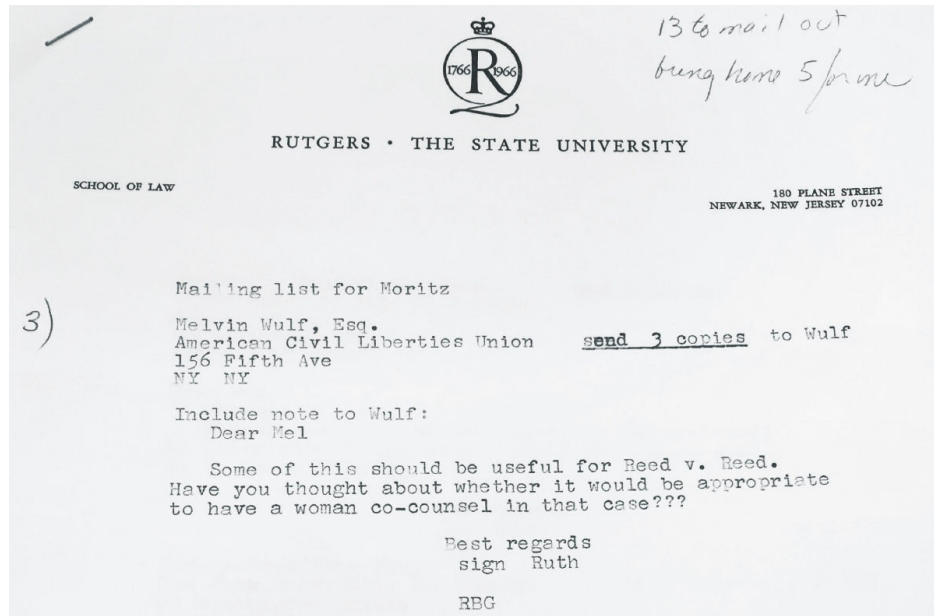 13 to mail out
bring home 5 for me
1766 R 1966
RUTGERS • THE STATE UNIVERSITY
SCHOOL OF LAW
180 PLANE STREET
NEWARK, NEW JERSEY 07102
Mailing list for Moritz
3)
Melvin Wulf, Esq.
American Civil Liberties Union send 3 copies to Wulf
156 Fifth Ave
NY NY
Include note to Wulf:
Dear Mel
Some of this should be useful for Reed v. Reed.
Have you thought about whether it would be appropriate
to have a woman co-counsel in that case???
Best regards
sign Ruth
RBG